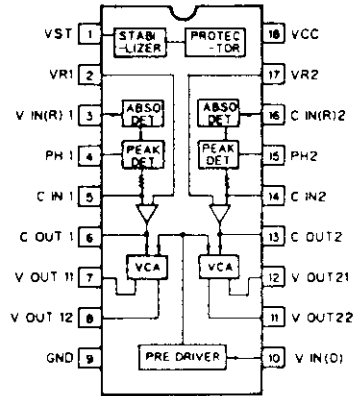 VST 1 STABI -LIZER PROTEC -TOR 18 VCC
VR1 2 17 VR2
V IN(R) 1 3 ABSO DET ABSO DET 16 C IN(R)2
PH 1 4 PEAK DET PEAK DET 15 PH2
C IN 1 5 14 C IN2
C OUT 1 6 13 C OUT2
V OUT 11 7 VCA VCA 12 V OUT21
V OUT 12 8 11 V OUT22
GND 9 PRE DRIVER 10 V IN(D)